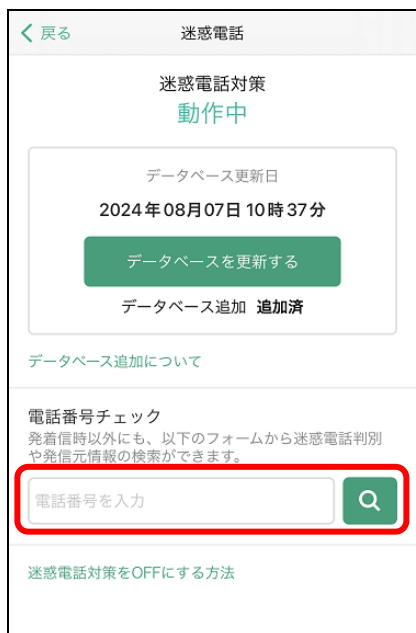 戻る
迷惑電話
迷惑電話対策
動作中
データベース更新日
2024年08月07日 10時37分
データベースを更新する
データベース追加 追加済
データベース追加について
電話番号チェック
発着信時以外にも、以下のフォームから迷惑電話判別
や発信元情報の検索ができます。
電話番号を入力
迷惑電話対策をOFFにする方法